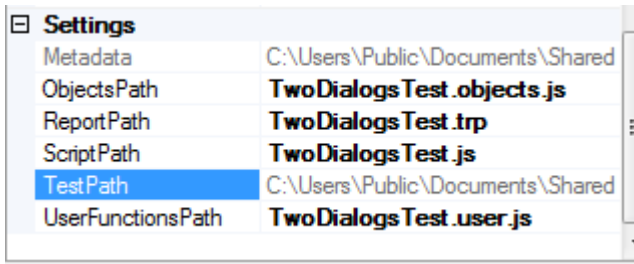 Settings
Metadata C:\Users\Public\Documents\Shared
ObjectsPath TwoDialogsTest.objects.js
ReportPath TwoDialogsTest.trp
ScriptPath TwoDialogsTest.js
TestPath C:\Users\Public\Documents\Shared
UserFunctionsPath TwoDialogsTest.user.js